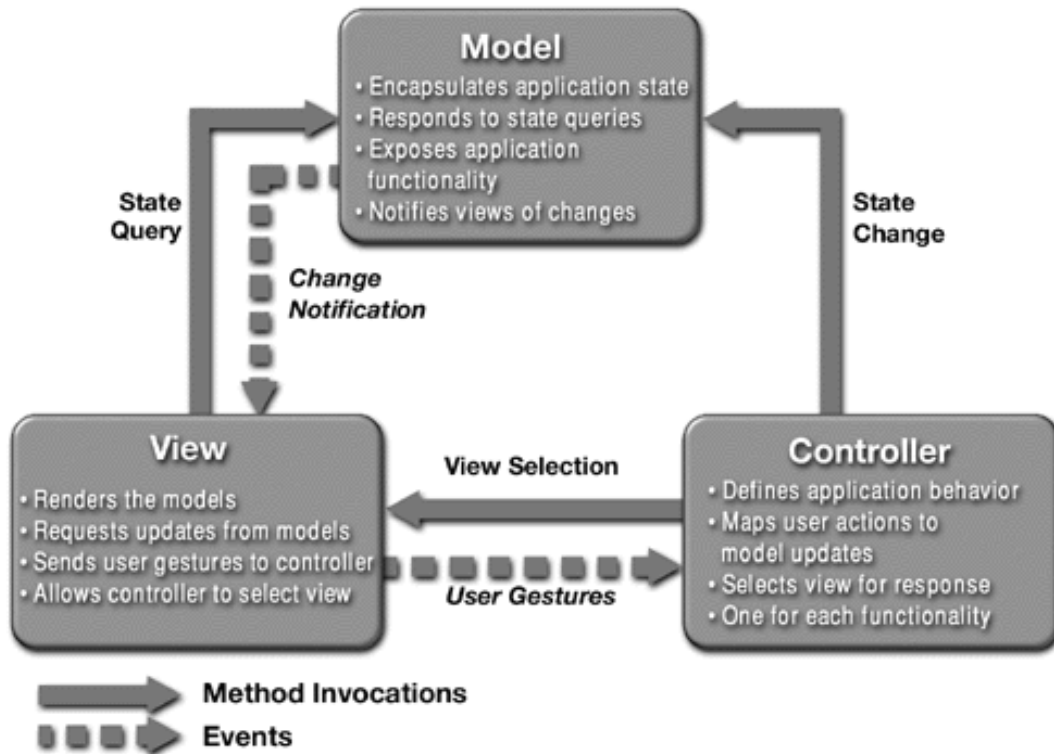 Model
• Encapsulates application state
• Responds to state queries
• Exposes application
functionality
• Notifies views of changes
State
Query
Change
Notification
State
Change
View
• Renders the models
• Requests updates from models
• Sends user gestures to controller
• Allows controller to select view
View Selection
User Gestures
Controller
• Defines application behavior
• Maps user actions to
model updates
• Selects view for response
• One for each functionality
Method Invocations
Events